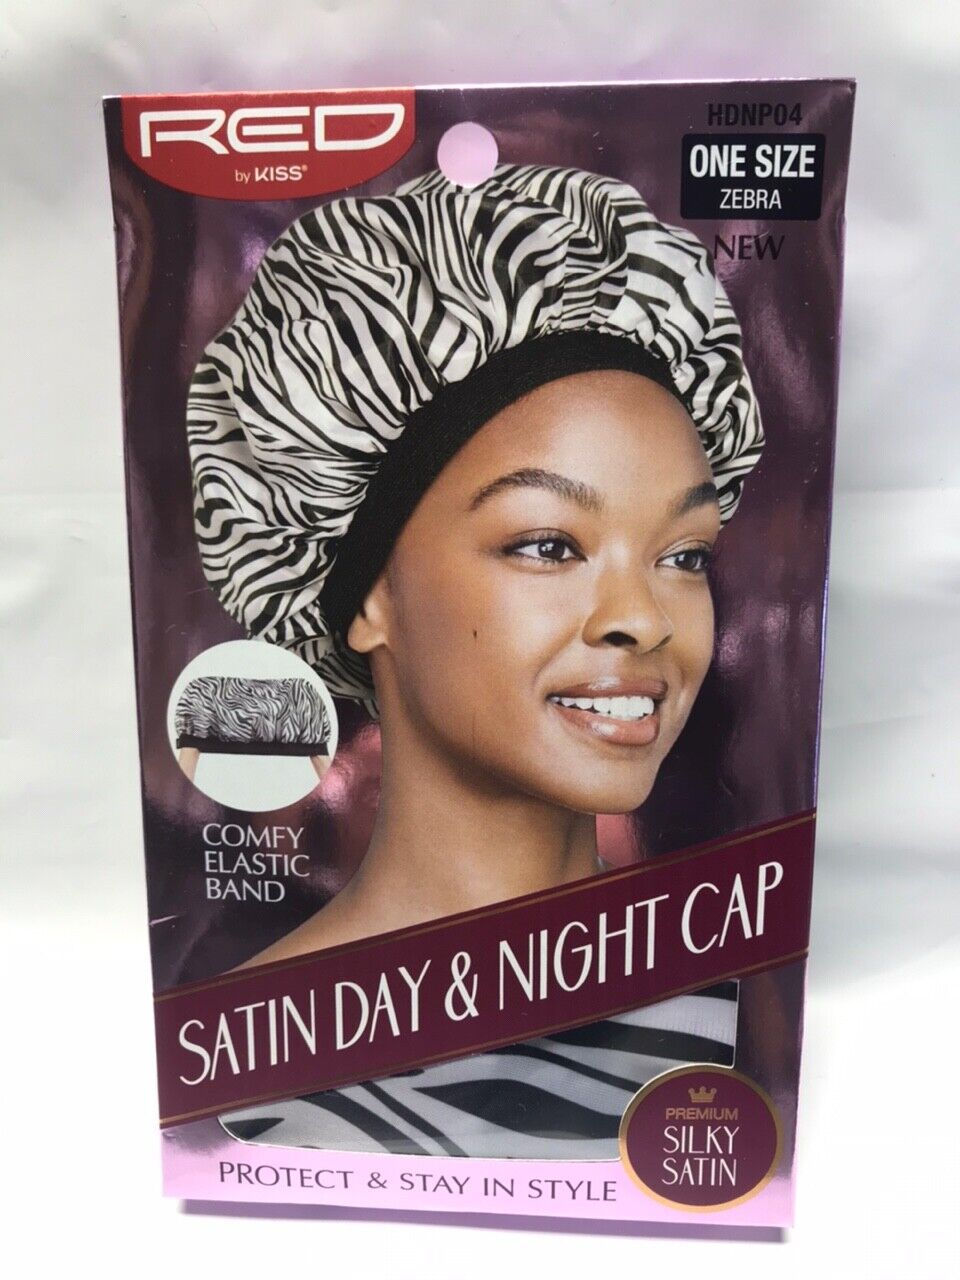 RED
by KISS®
HDNP04
ONE SIZE
ZEBRA
NEW
COMFY
ELASTIC
BAND
SATIN DAY & NIGHT CAP
PREMIUM
SILKY
SATIN
PROTECT & STAY IN STYLE